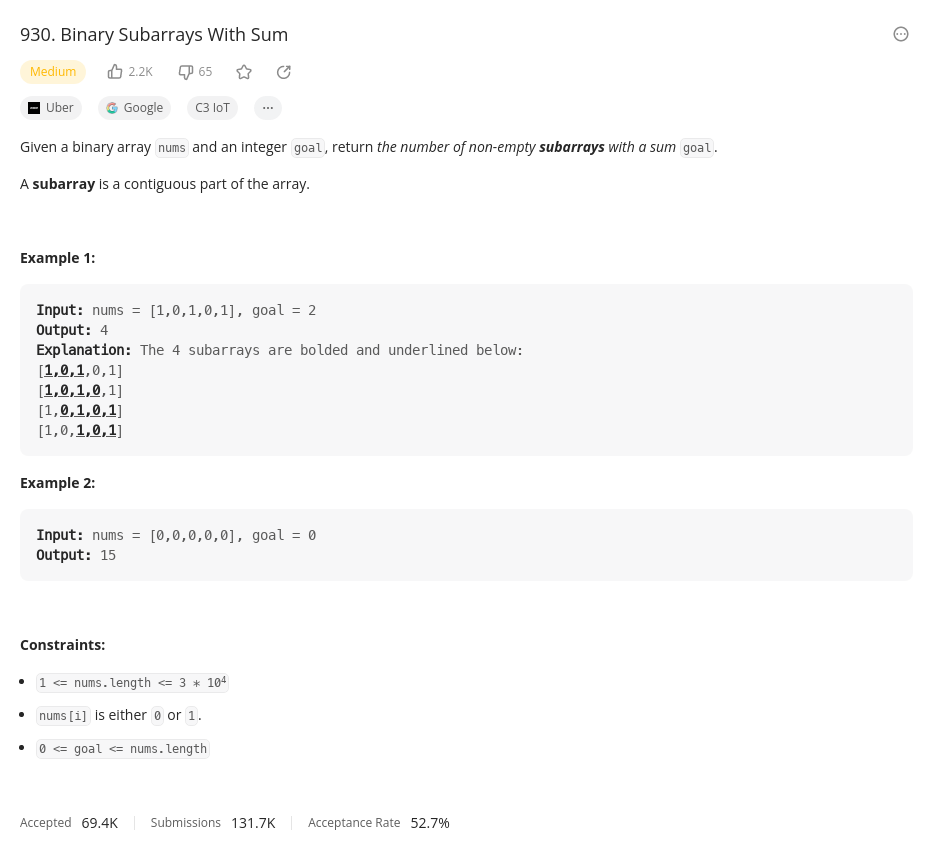 930. Binary Subarrays With Sum
Medium 2.2K 65
Uber Google C3 IoT ...
Given a binary array nums and an integer goal, return the number of non-empty subarrays with a sum goal.
A subarray is a contiguous part of the array.
Example 1:
Input: nums = [1,0,1,0,1], goal = 2
Output: 4
Explanation: The 4 subarrays are bolded and underlined below:
[1,0,1,0,1]
[1,0,1,0,1]
[1,0,1,0,1]
[1,0,1,0,1]
Example 2:
Input: nums = [0,0,0,0,0], goal = 0
Output: 15
Constraints:
• 1 <= nums.length <= 3 * 10⁴
• nums[i] is either 0 or 1.
• 0 <= goal <= nums.length
Accepted 69.4K Submissions 131.7K Acceptance Rate 52.7%